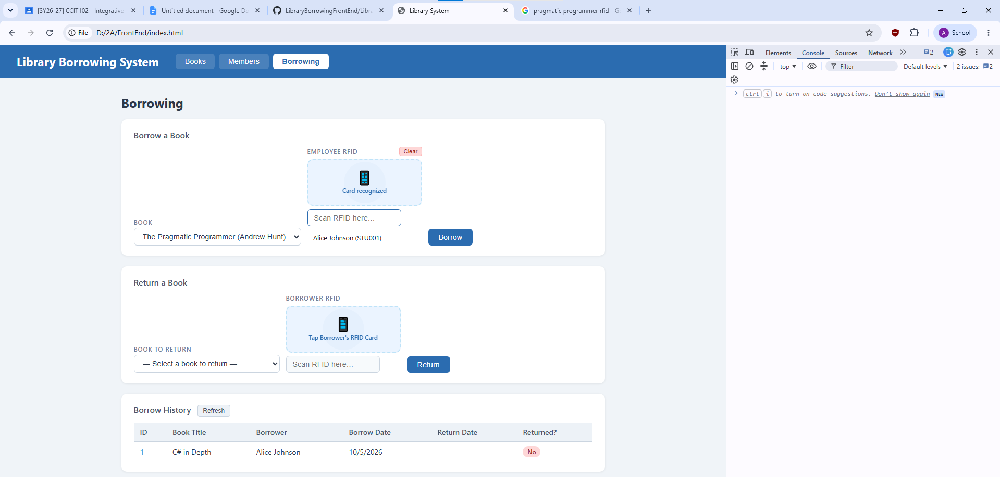 [SY26-27] CCIT102 - Integrative
Untitled document - Google Do
LibraryBorrowingFrontEnd/Libra
Library System
pragmatic programmer rfid - G
File
D:/2A/FrontEnd/index.html
A
School
Library Borrowing System
Books
Members
Borrowing
Elements
Console
Sources
Network
2
top
Filter
Default levels
2 issues:
2
ctrl i to turn on code suggestions. Don't show again NEW
Borrowing
Borrow a Book
EMPLOYEE RFID
Clear
Card recognized
Scan RFID here...
BOOK
The Pragmatic Programmer (Andrew Hunt)
Alice Johnson (STU001)
Borrow
Return a Book
BORROWER RFID
Tap Borrower's RFID Card
BOOK TO RETURN
— Select a book to return —
Scan RFID here...
Return
Borrow History
Refresh
ID Book Title Borrower Borrow Date Return Date Returned?
1 C# in Depth Alice Johnson 10/5/2026 — No